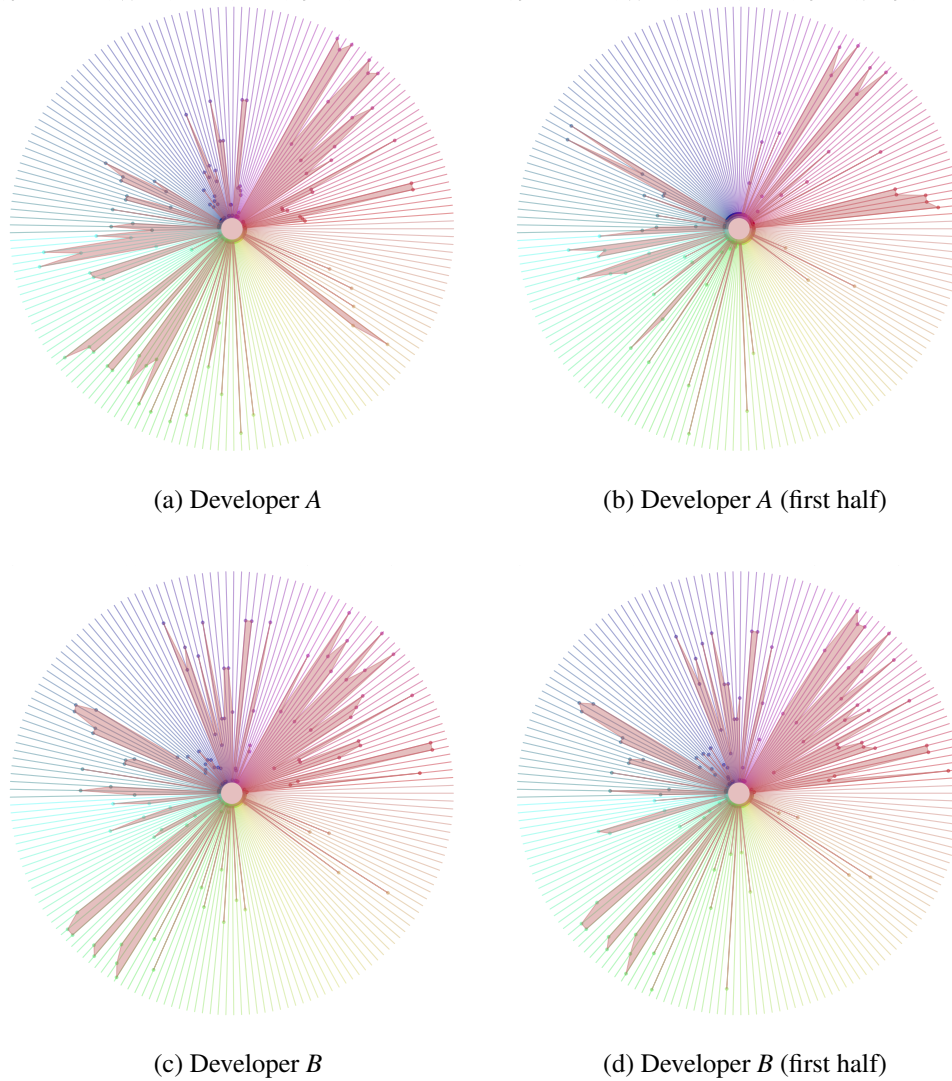 (a) Developer A
(b) Developer A (first half)
(c) Developer B
(d) Developer B (first half)